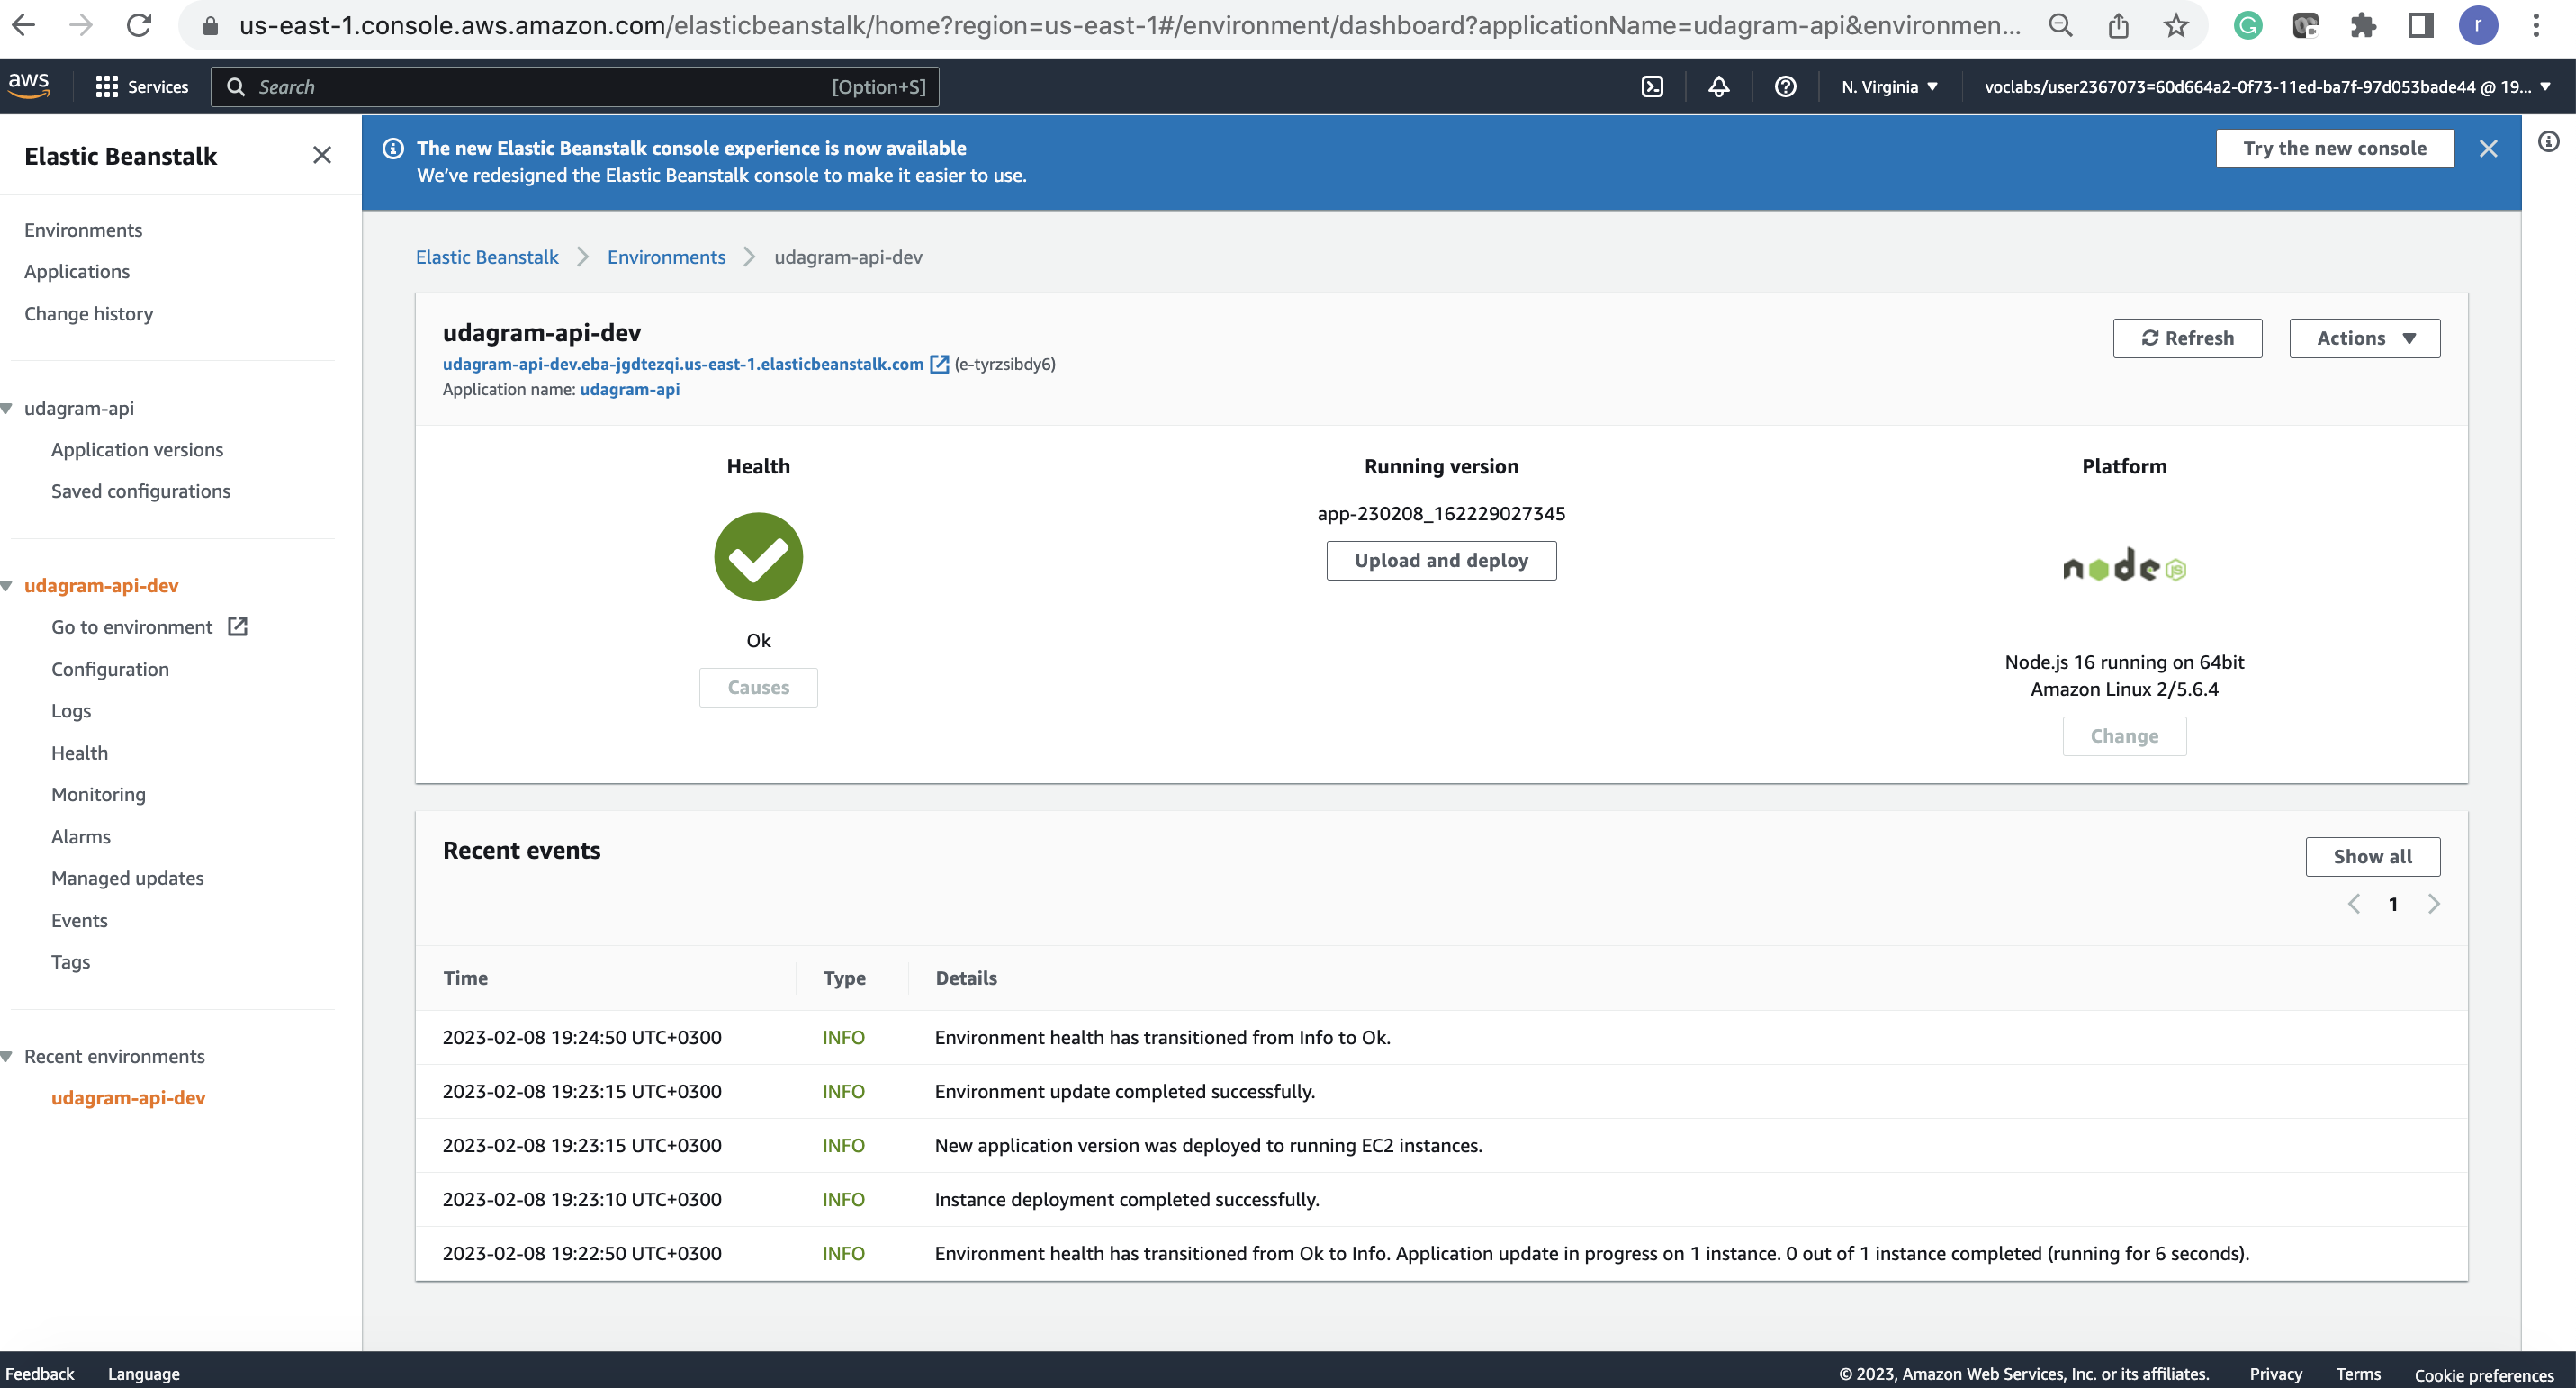 us-east-1.console.aws.amazon.com/elasticbeanstalk/home?region=us-east-1#/environment/dashboard?applicationName=udagram-api&environmen...
r
aws
Services
Search
[Option+S]
N. Virginia
voclabs/user2367073=60d664a2-0f73-11ed-ba7f-97d053bade44 @ 19...
Elastic Beanstalk
Environments
Applications
Change history
udagram-api
Application versions
Saved configurations
udagram-api-dev
Go to environment
Configuration
Logs
Health
Monitoring
Alarms
Managed updates
Events
Tags
Recent environments
udagram-api-dev
The new Elastic Beanstalk console experience is now available
We've redesigned the Elastic Beanstalk console to make it easier to use.
Try the new console
Elastic Beanstalk > Environments > udagram-api-dev
udagram-api-dev
udagram-api-dev.eba-jgdtezqi.us-east-1.elasticbeanstalk.com (e-tyrzsibdy6)
Application name: udagram-api
Refresh
Actions
Health
Ok
Causes
Running version
app-230208_162229027345
Upload and deploy
Platform
node JS
Node.js 16 running on 64bit
Amazon Linux 2/5.6.4
Change
Recent events
Show all
1
Time Type Details
2023-02-08 19:24:50 UTC+0300 INFO Environment health has transitioned from Info to Ok.
2023-02-08 19:23:15 UTC+0300 INFO Environment update completed successfully.
2023-02-08 19:23:15 UTC+0300 INFO New application version was deployed to running EC2 instances.
2023-02-08 19:23:10 UTC+0300 INFO Instance deployment completed successfully.
2023-02-08 19:22:50 UTC+0300 INFO Environment health has transitioned from Ok to Info. Application update in progress on 1 instance. 0 out of 1 instance completed (running for 6 seconds).
Feedback Language © 2023, Amazon Web Services, Inc. or its affiliates. Privacy Terms Cookie preferences